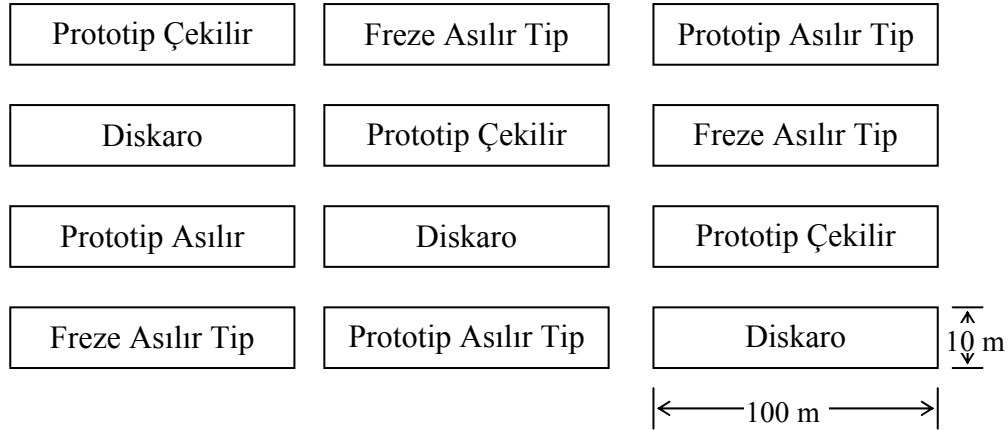 Prototip Çekilir
Freze Asılır Tip
Prototip Asılır Tip
Diskaro
Prototip Çekilir
Freze Asılır Tip
Prototip Asılır
Diskaro
Prototip Çekilir
Freze Asılır Tip
Prototip Asılır Tip
Diskaro
10 m
100 m